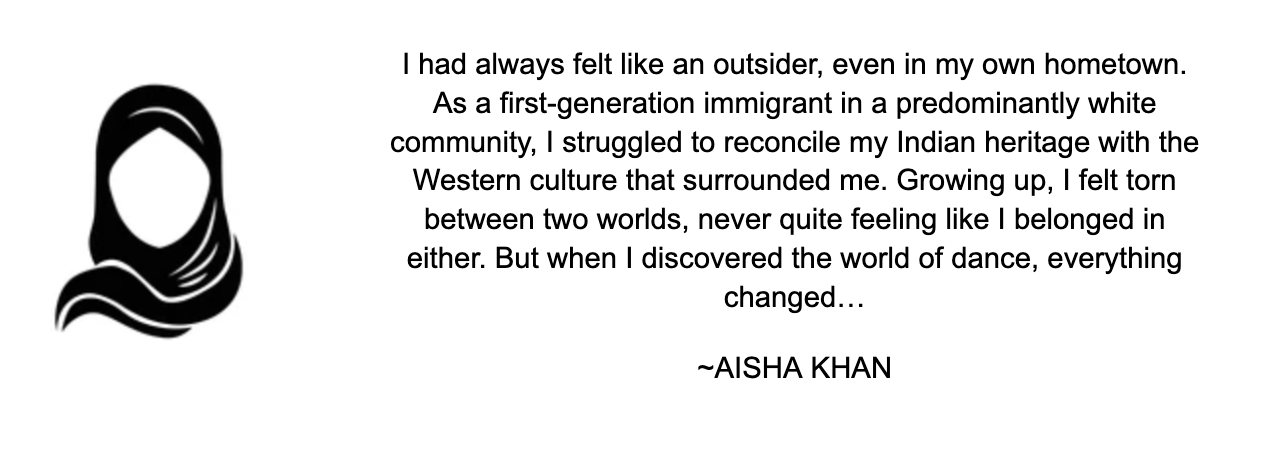 I had always felt like an outsider, even in my own hometown.
As a first-generation immigrant in a predominantly white
community, I struggled to reconcile my Indian heritage with the
Western culture that surrounded me. Growing up, I felt torn
between two worlds, never quite feeling like I belonged in
either. But when I discovered the world of dance, everything
changed…
~AISHA KHAN